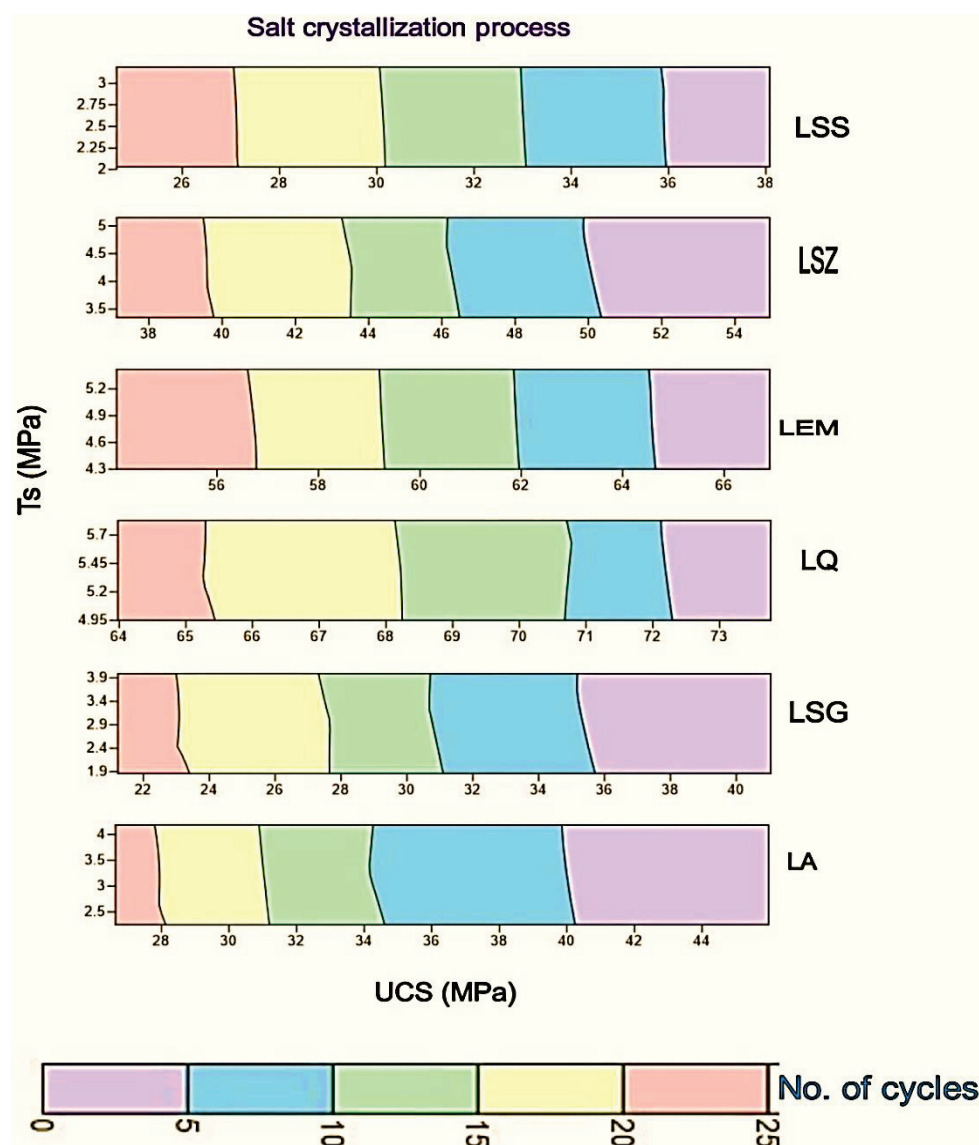 Salt crystallization process
3
2.75
2.5
2.25
2
26 28 30 32 34 36 38
LSS
5
4.5
4
3.5
38 40 42 44 46 48 50 52 54
LSZ
5.2
4.9
4.6
4.3
56 58 60 62 64 66
LEM
Ts (MPa)
5.7
5.45
5.2
4.95
64 65 66 67 68 69 70 71 72 73
LQ
3.9
3.4
2.9
2.4
1.9
22 24 26 28 30 32 34 36 38 40
LSG
4
3.5
3
2.5
28 30 32 34 36 38 40 42 44
LA
UCS (MPa)
No. of cycles
0 5 10 15 20 25